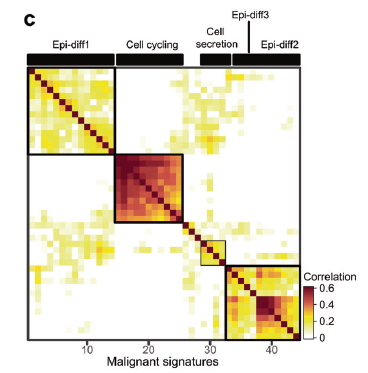 c
Epi-diff3
Cell
secretion
Epi-diff1
Cell cycling
Epi-diff2
Correlation
0.6
0.4
0.2
0
10
20
30
40
Malignant signatures